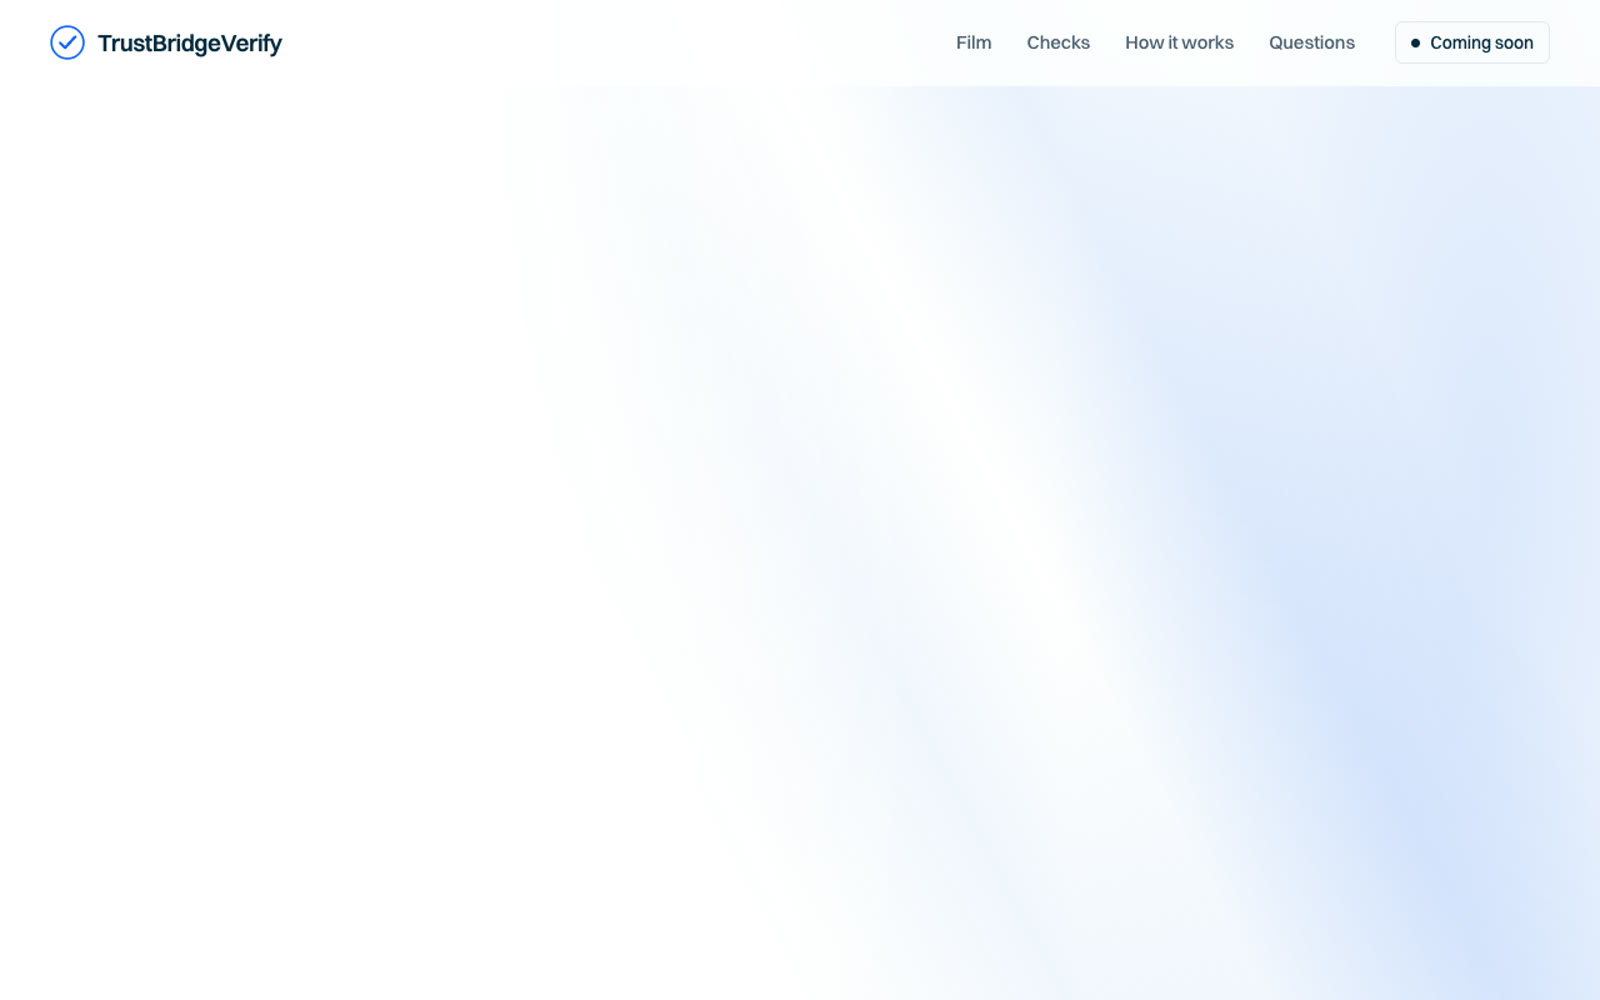 TrustBridgeVerify
Film
Checks
How it works
Questions
Coming soon